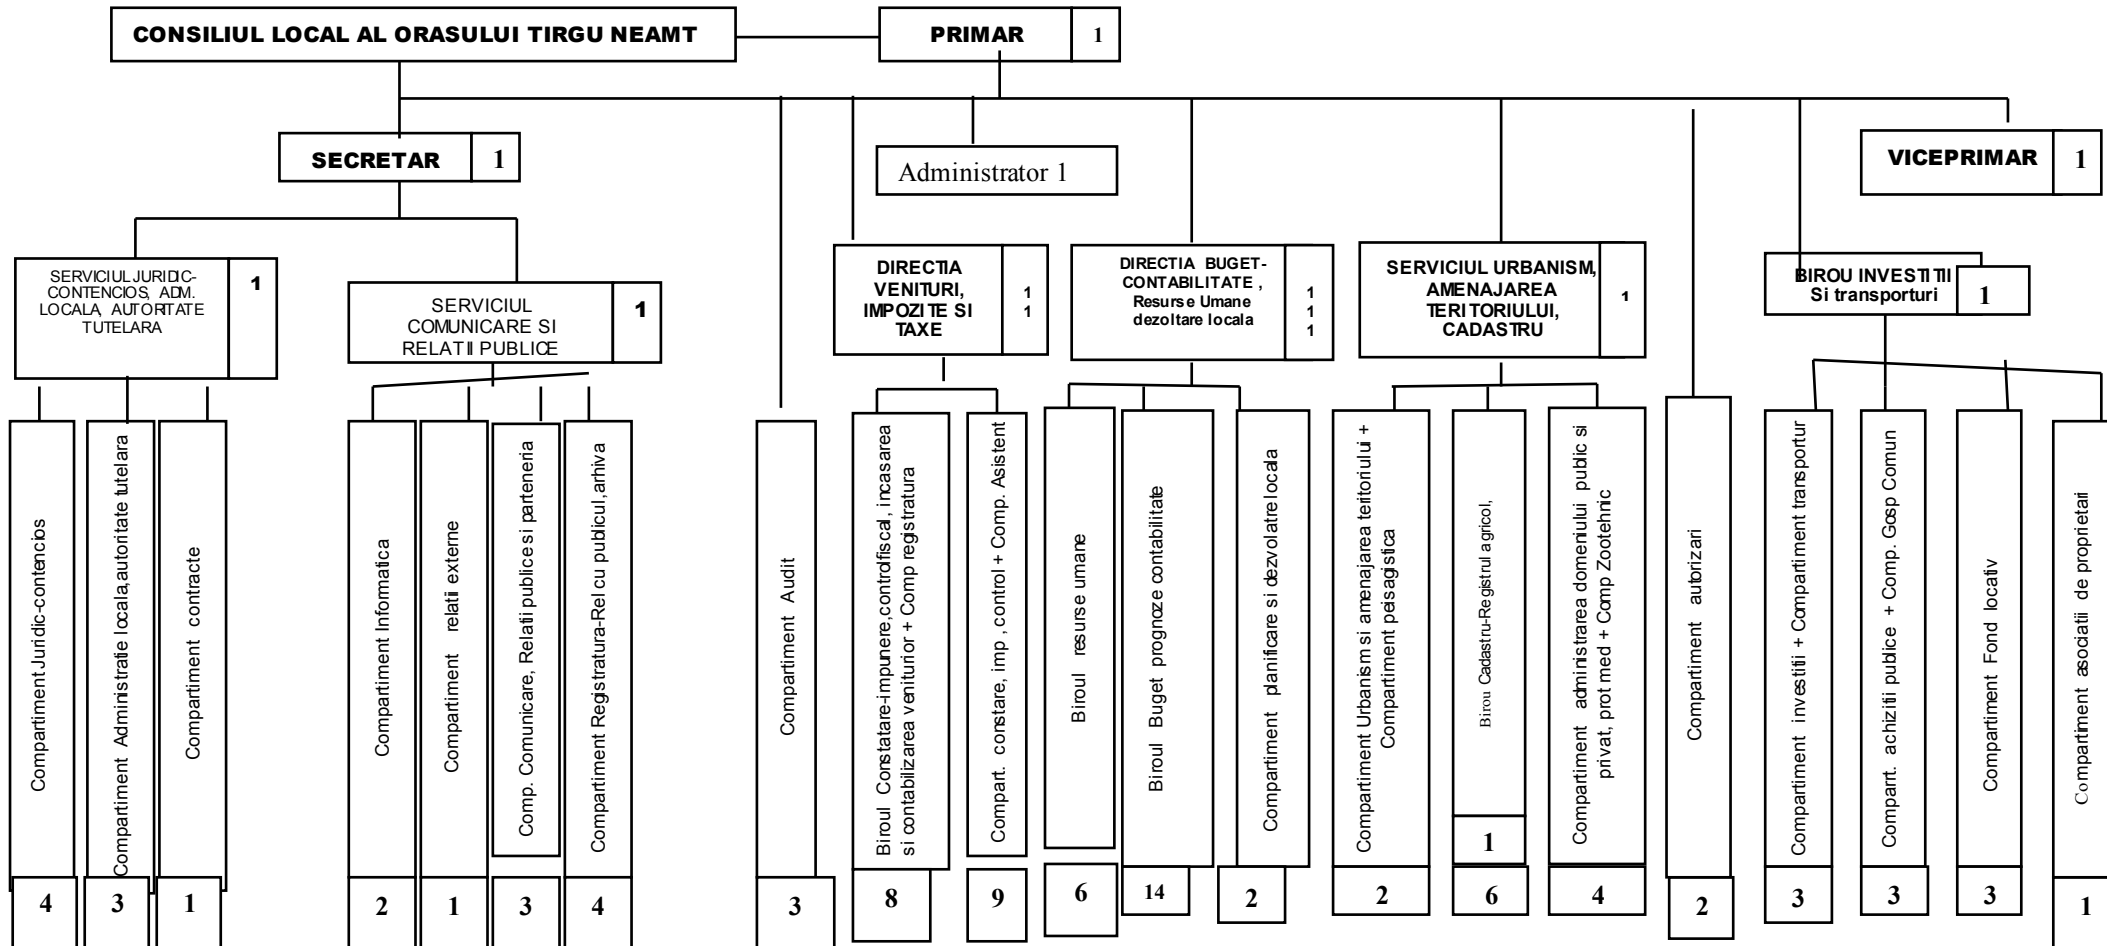 CONSILIUL LOCAL AL ORASULUI TIRGU NEAMT
PRIMAR
1
SECRETAR
1
Administrator 1
VICEPRIMAR
1
SERVICIUL JURIDIC-
CONTENCIOS, ADM.
LOCALA, AUTORITATE
TUTELARA
1
SERVICIUL
COMUNICARE SI
RELATII PUBLICE
1
DIRECTIA
VENITURI,
IMPOZITE SI
TAXE
1
1
DIRECTIA BUGET-
CONTABILITATE ,
Resurse Umane
dezoltare locala
1
1
1
SERVICIUL URBANISM,
AMENAJAREA
TERITORIULUI,
CADASTRU
1
BIROU INVESTITII
Si transporturi
1
Compartiment Juridic-contencios
4
Compartiment Administratie locala,autoritate tutelara
3
Compartiment contracte
1
Compartiment Informatica
2
Compartiment relatii externe
1
Comp. Comunicare, Relatii publice si parteneria
3
Compartiment Registratura-Rel cu publicul,arhiva
4
Compartiment Audit
3
Biroul Constatare-impunere,controlfiscal, incasarea
si contabilizarea veniturior + Comp registratura
8
Compart. constare, imp , control + Comp. Asistent
9
Biroul resurse umane
6
Biroul Buget prognoze contabilitate
14
Compartiment planificare si dezvolatre locala
2
Compartiment Urbanism si amenajarea teritoriului +
Compartiment peisagistica
2
Birou Cadastru-Registrul agricol,
1
6
Compartiment administrarea domeniului public si
privat, prot med + Comp Zootehnic
4
Compartiment autorizari
2
Compartiment investitii + Compartiment transportur
3
Compart. achizitii publice + Comp. Gosp Comun
3
Compartiment Fond locativ
3
Compartiment asociatii de proprietari
1